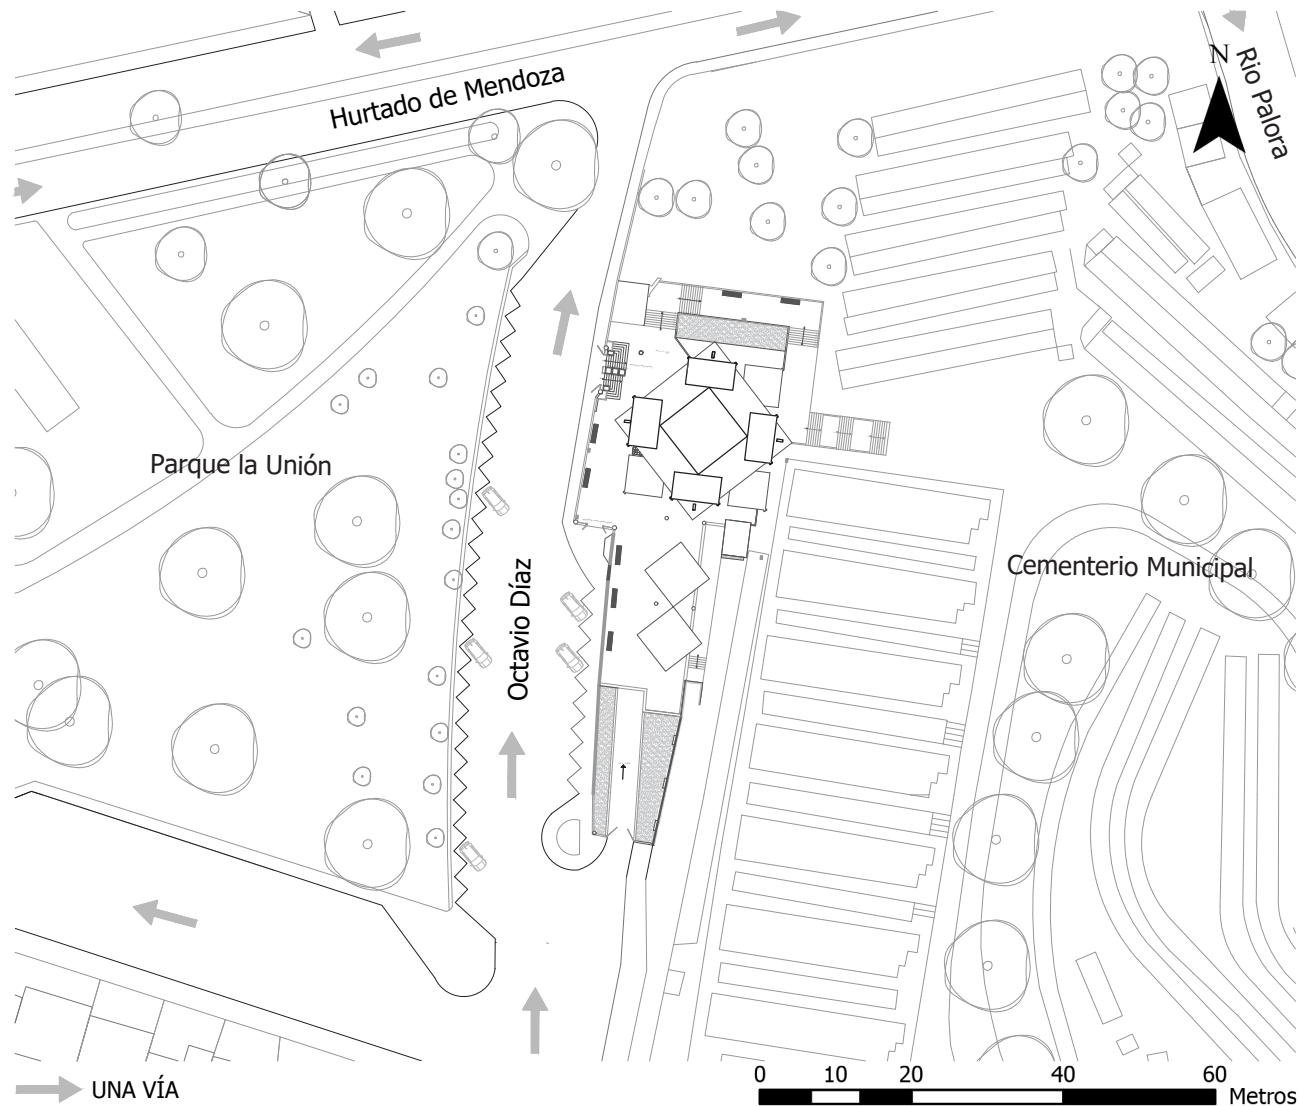 Hurtado de Mendoza
N
Rio Palora
Parque la Unión
Octavio Díaz
Cementerio Municipal
UNA VÍA
0 10 20 40 60
Metros